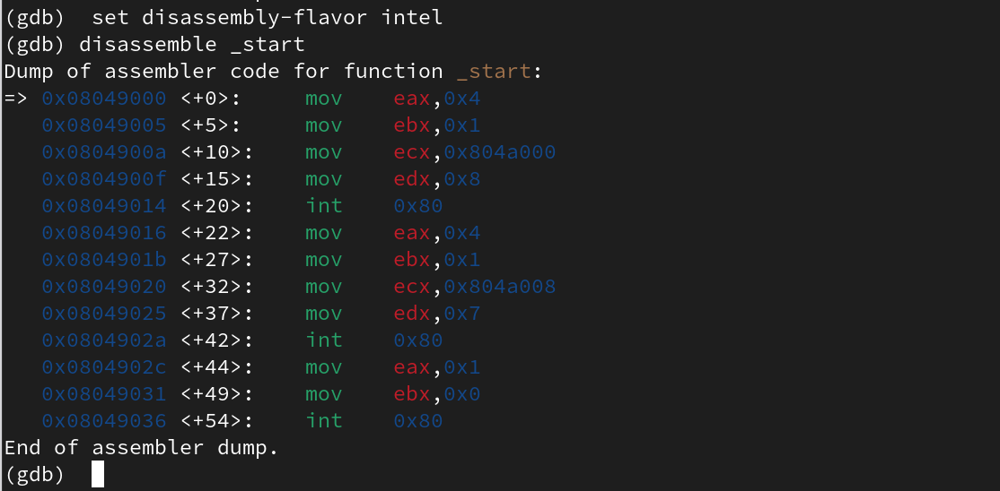 (gdb)  set disassembly-flavor intel
(gdb) disassemble _start
Dump of assembler code for function _start:
=> 0x08049000 <+0>:     mov    eax,0x4
   0x08049005 <+5>:     mov    ebx,0x1
   0x0804900a <+10>:    mov    ecx,0x804a000
   0x0804900f <+15>:    mov    edx,0x8
   0x08049014 <+20>:    int    0x80
   0x08049016 <+22>:    mov    eax,0x4
   0x0804901b <+27>:    mov    ebx,0x1
   0x08049020 <+32>:    mov    ecx,0x804a008
   0x08049025 <+37>:    mov    edx,0x7
   0x0804902a <+42>:    int    0x80
   0x0804902c <+44>:    mov    eax,0x1
   0x08049031 <+49>:    mov    ebx,0x0
   0x08049036 <+54>:    int    0x80
End of assembler dump.
(gdb)